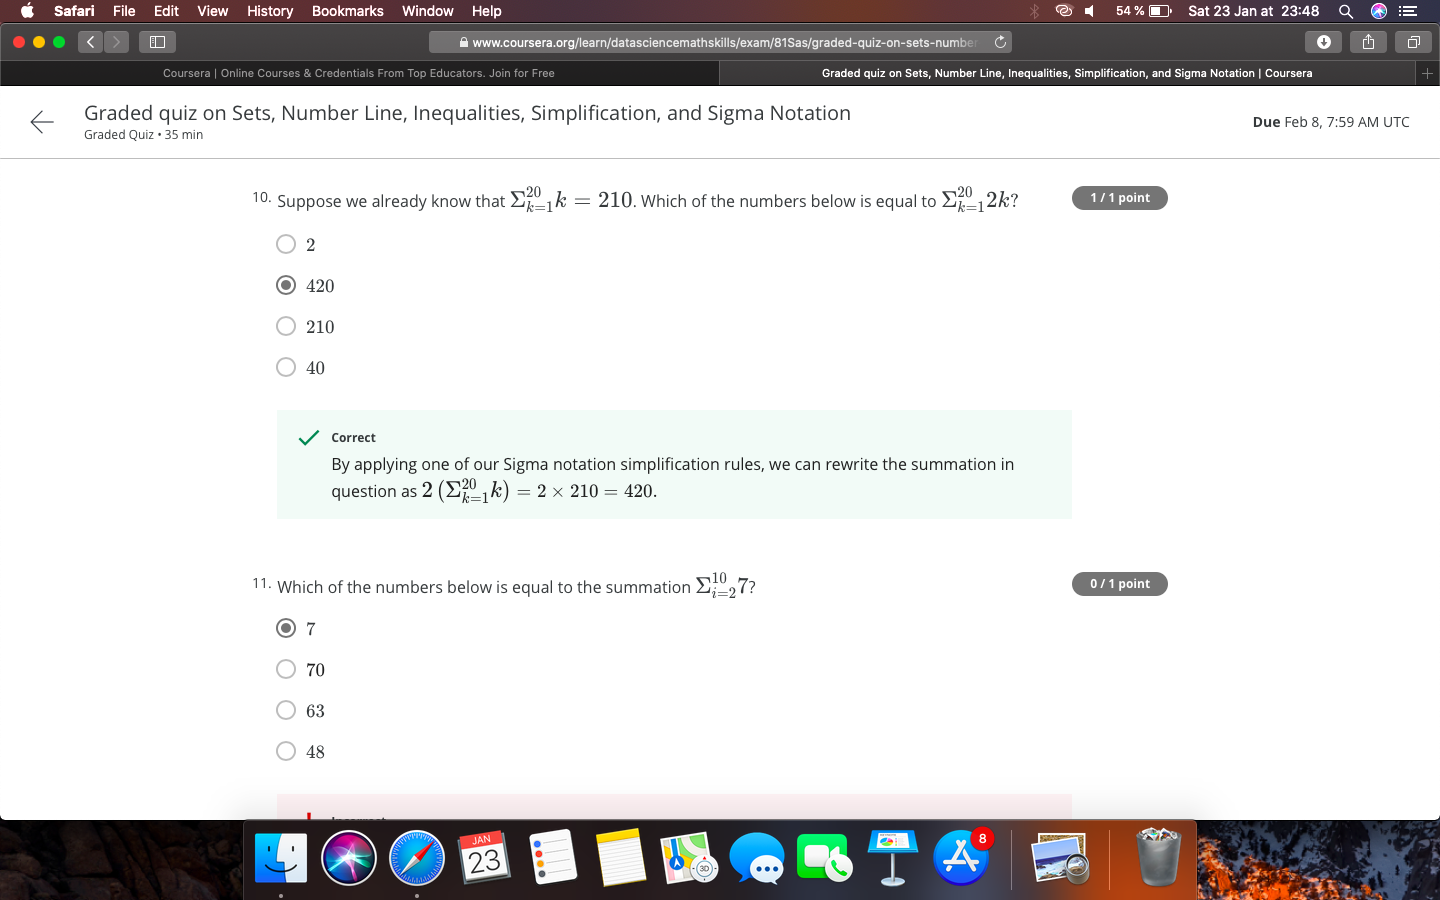 Safari File Edit View History Bookmarks Window Help 54 % Sat 23 Jan at 23:48
www.coursera.org/learn/datasciencemathskills/exam/81Sas/graded-quiz-on-sets-number
Coursera | Online Courses & Credentials From Top Educators. Join for Free
Graded quiz on Sets, Number Line, Inequalities, Simplification, and Sigma Notation | Coursera
Graded quiz on Sets, Number Line, Inequalities, Simplification, and Sigma Notation
Graded Quiz • 35 min
Due Feb 8, 7:59 AM UTC
10. Suppose we already know that Σ_{k=1}^{20} k = 210. Which of the numbers below is equal to Σ_{k=1}^{20} 2k?
1 / 1 point
2
420
210
40
Correct
By applying one of our Sigma notation simplification rules, we can rewrite the summation in
question as 2 (Σ_{k=1}^{20} k) = 2 × 210 = 420.
11. Which of the numbers below is equal to the summation Σ_{i=2}^{10} 7?
0 / 1 point
7
70
63
48
JAN
23
3D
8